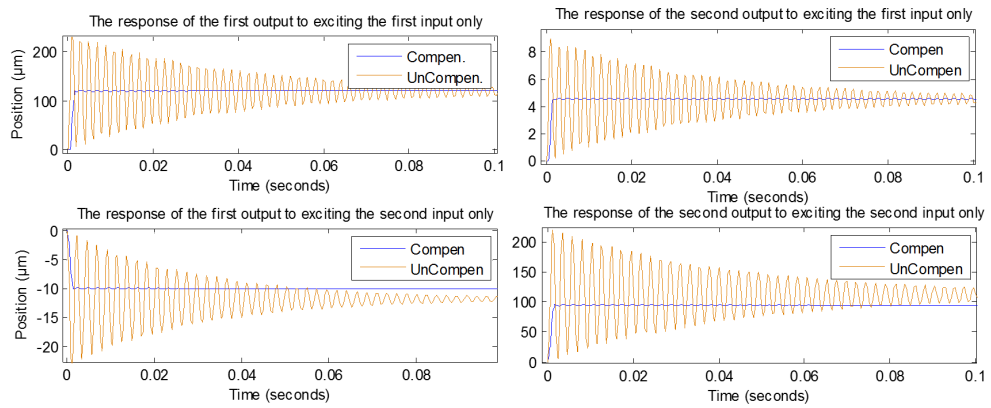 The response of the first output to exciting the first input only
200
100
0
Position (µm)
Compen.
UnCompen.
0
0.02
0.04
0.06
0.08
0.1
Time (seconds)
The response of the second output to exciting the first input only
8
6
4
2
0
Compen
UnCompen
0
0.02
0.04
0.06
0.08
0.1
Time (seconds)
The response of the first output to exciting the second input only
0
-5
-10
-15
-20
Position (µm)
Compen
UnCompen
0
0.02
0.04
0.06
0.08
Time (seconds)
The response of the second output to exciting the second input only
200
150
100
50
0
Compen
UnCompen
0
0.02
0.04
0.06
0.08
0.1
Time (seconds)